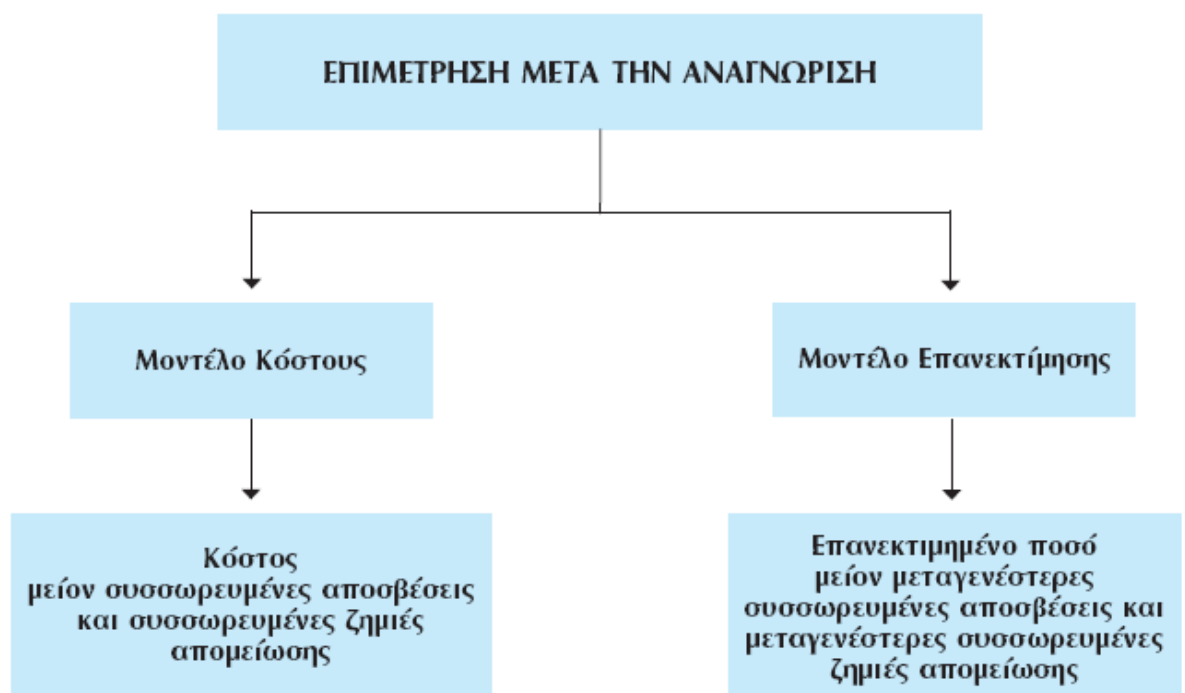 ΕΠΙΜΕΤΡΗΣΗ ΜΕΤΑ ΤΗΝ ΑΝΑΓΝΩΡΙΣΗ
Μοντέλο Κόστους
Μοντέλο Επανεκτίμησης
Κόστος
μείον συσσωρευμένες αποσβέσεις
και συσσωρευμένες ζημιές
απομείωσης
Επανεκτιμημένο ποσό
μείον μεταγενέστερες
συσσωρευμένες αποσβέσεις και
μεταγενέστερες συσσωρευμένες
ζημιές απομείωσης